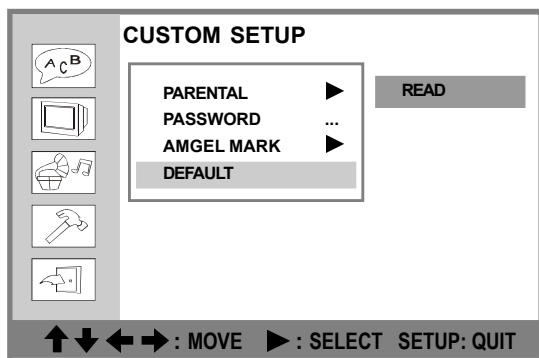 CUSTOM SETUP
A C B
PARENTAL ▶ READ
PASSWORD ...
AMGEL MARK ▶
DEFAULT
: MOVE ▶ : SELECT SETUP: QUIT